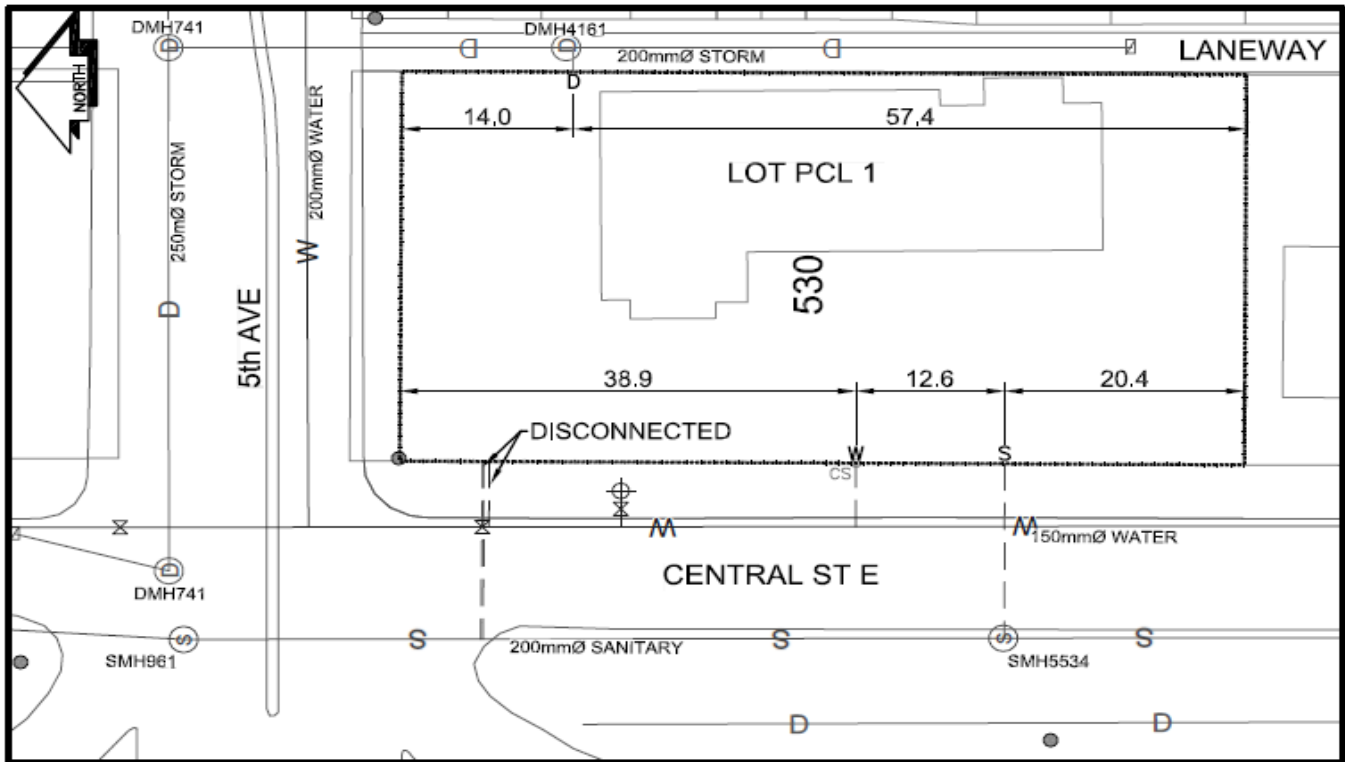 DMH741
DMH4161
D
D
D
D
200mmØ STORM
LANEWAY
NORTH
D
14,0
57.4
200mmØ WATER
250mØ STORM
LOT PCL 1
W
530
D
5th AVE
38.9
12.6
20.4
DISCONNECTED
W
S
CS
W
W
150mmØ WATER
D
CENTRAL ST E
DMH741
S
S
S
S
S
200mmØ SANITARY
SMH961
SMH5534
D
D